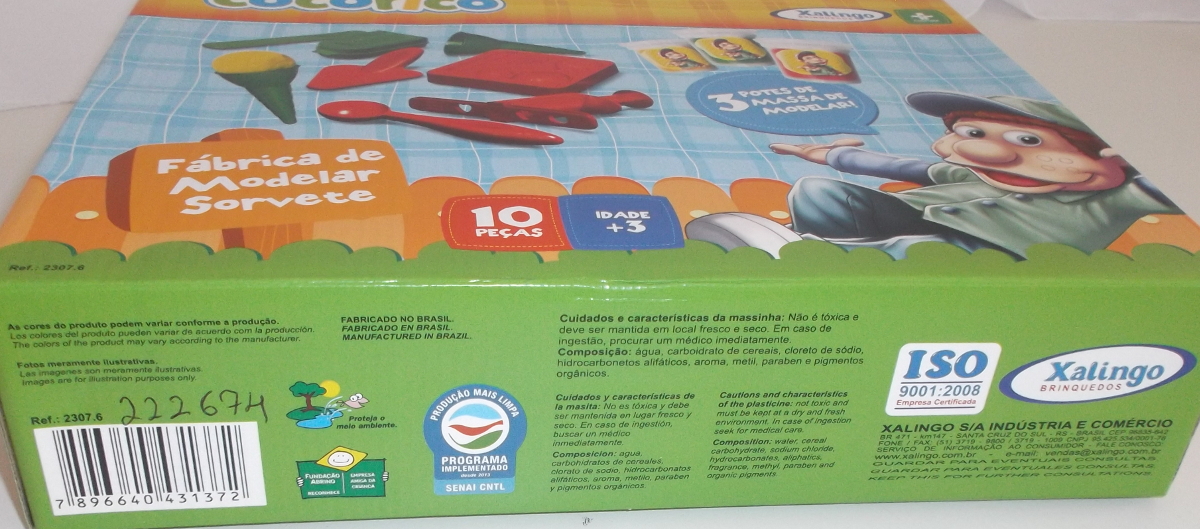 COCORICÓ
Xalingo
3 POTES DE
MASSA DE
MODELAR!
Fábrica de
Modelar
Sorvete
10
PEÇAS
IDADE
+3
Ref.: 2307.6
As cores do produto podem variar conforme a produção.
Los colores del producto pueden variar de acuerdo con la producción.
The colors of the product may vary according to the manufacturer.
Fotos meramente ilustrativas.
Las imagenes son meramente ilustrativas.
Images are for illustration purposes only.
FABRICADO NO BRASIL.
FABRICADO EN BRASIL.
MANUFACTURED IN BRAZIL.
Ref.: 2307.6
222674
7 896640 431372
Proteja o
meio ambiente.
FUNDAÇÃO
ABRINQ
RECONHECE
EMPRESA
AMIGA DA
CRIANÇA
PRODUÇÃO MAIS LIMPA
PROGRAMA
IMPLEMENTADO
desde 2013
SENAI CNTL
Cuidados e características da massinha: Não é tóxica e
deve ser mantida em local fresco e seco. Em caso de
ingestão, procurar um médico imediatamente.
Composição: água, carboidrato de cereais, cloreto de sódio,
hidrocarbonetos alifáticos, aroma, metil, paraben e pigmentos
orgânicos.
Cuidados y características de
la masita: No es tóxica y debe
ser mantenida en lugar fresco y
seco. En caso de ingestión,
buscar un médico
inmediatamente.
Composicion: agua,
carbohidratos de cereales,
cloreto de sodio, hidrocarbonatos
alifáticos, aroma, metilo, paraben
y pigmentos orgánicos.
Cautions and characteristics
of the plasticine: not toxic and
must be kept at a dry and fresh
environment. In case of ingestion
seek for medical care.
Composition: water, cereal
carbohydrate, sodium chloride,
hydrocarbonates, aliphatics,
fragrance, methyl, paraben and
organic pigments.
ISO
9001:2008
Empresa Certificada
Xalingo
BRINQUEDOS
XALINGO S/A INDÚSTRIA E COMÉRCIO
BR 471 - km147 - SANTA CRUZ DO SUL - RS - BRASIL CEP
FONE / FAX: (51) 3719 CNPJ
SERVIÇO DE INFORMAÇÃO AO CONSUMIDOR - FALE CONOSCO:
www.xalingo.com.br - e-mail: vendas@xalingo.com.br
GUARDAR PARA EVENTUAIS CONSULTAS.
GUARDAR PARA EVENTUALES CONSULTAS.
KEEP THIS FOR FURTHER CONSULTATIONS.